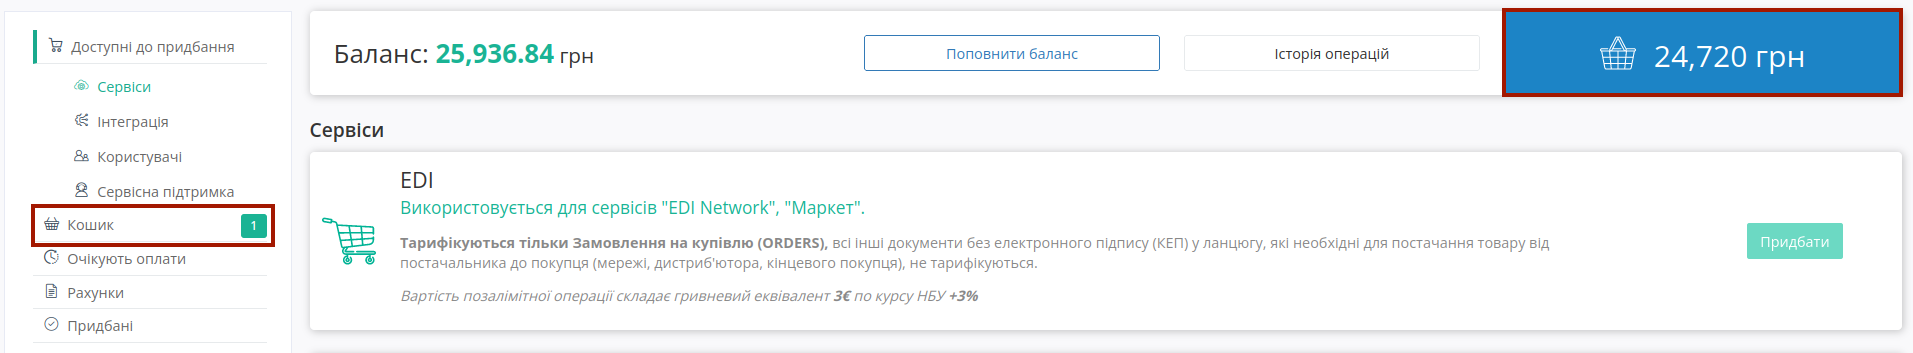 Доступні до придбання
Сервіси
Інтеграція
Користувачі
Сервісна підтримка
Кошик 1
Очікують оплати
Рахунки
Придбані
Баланс: 25,936.84 грн
Поповнити баланс
Історія операцій
24,720 грн
Сервіси
EDI
Використовується для сервісів "EDI Network", "Маркет".
Тарифікуються тільки Замовлення на купівлю (ORDERS), всі інші документи без електронного підпису (КЕП) у ланцюгу, які необхідні для постачання товару від
постачальника до покупця (мережі, дистриб'ютора, кінцевого покупця), не тарифікуються.
Вартість позалімітної операції складає гривневий еквівалент 3€ по курсу НБУ +3%
Придбати